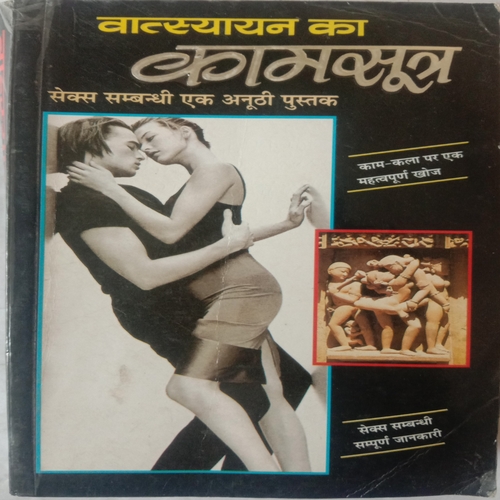 वात्स्यायन का
कामसूत्र
सेक्स सम्बन्धी एक अनूठी पुस्तक
काम-कला पर एक
महत्वपूर्ण खोज
सेक्स सम्बन्धी
सम्पूर्ण जानकारी